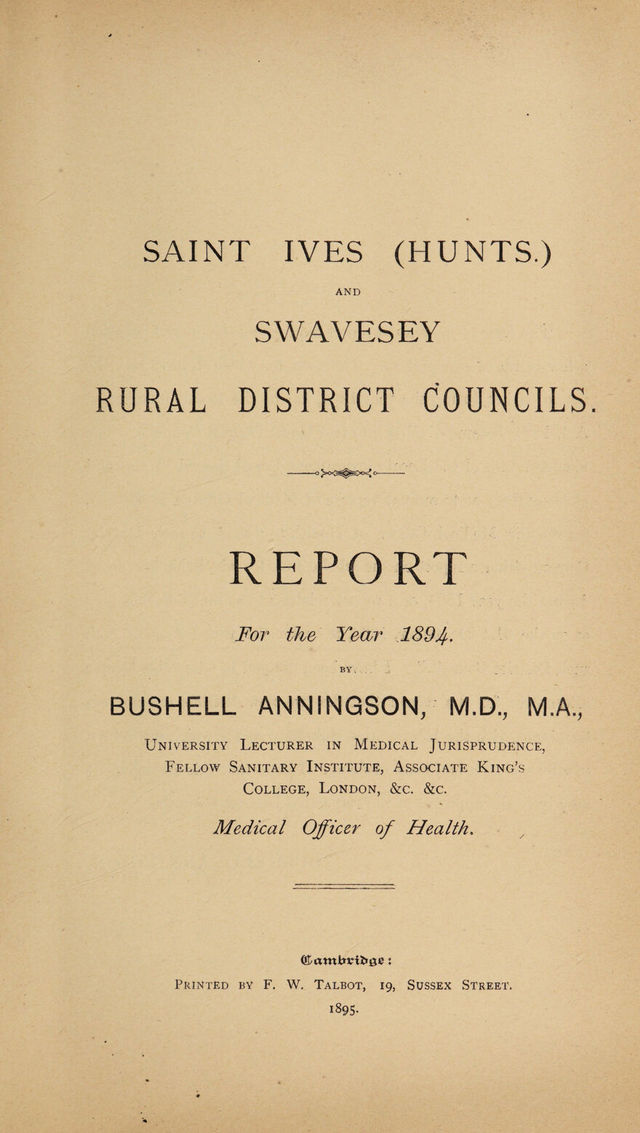 SAINT IVES (HUNTS.)
AND
SWAVESEY
RURAL DISTRICT COUNCILS.
REPORT
For the Year 1894.
BY
BUSHELL ANNINGSON, M.D., M.A.,
University Lecturer in Medical Jurisprudence,
Fellow Sanitary Institute, Associate King's
College, London, &c. &c.
Medical Officer of Health.
Cambridge:
Printed by F. W. Talbot, 19, Sussex Street.
1895.